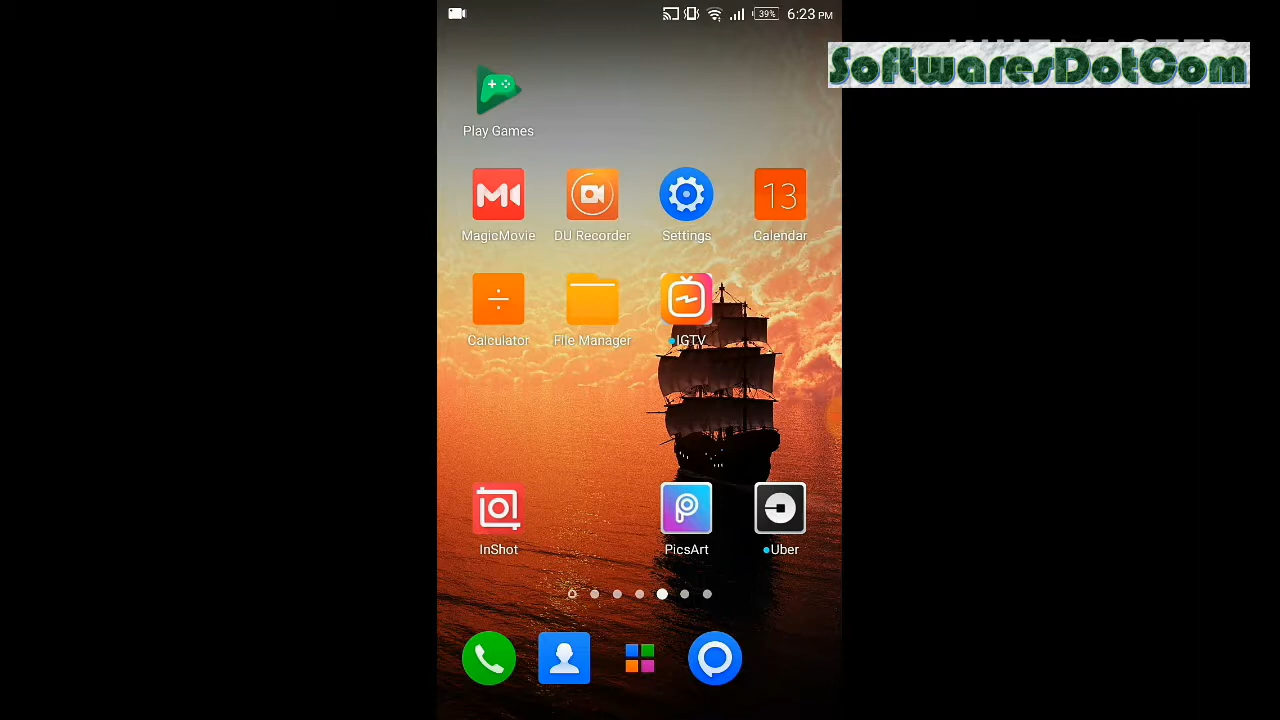 39% 6:23 PM
SoftwaresDotCom
Play Games
MagicMovie DU Recorder Settings Calendar
13
Calculator File Manager IGTV
InShot PicsArt Uber